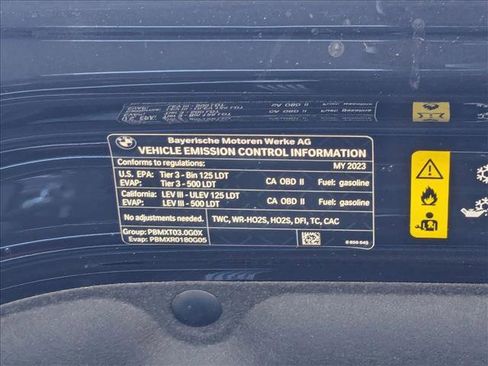 Bayerische Motoren Werke AG
VEHICLE EMISSION CONTROL INFORMATION
Conforms to regulations: MY 2023
U.S. EPA: Tier 3 - Bin 125 LDT
EVAP: Tier 3 - 500 LDT CA OBD II Fuel: gasoline
California: LEV III - ULEV 125 LDT
EVAP: LEV III - 500 LDT CA OBD II Fuel: gasoline
No adjustments needed. TWC, WR-HO2S, HO2S, DFI, TC, CAC
Group: PBMXT03.0G0X
Evap: PBMXR0180G05